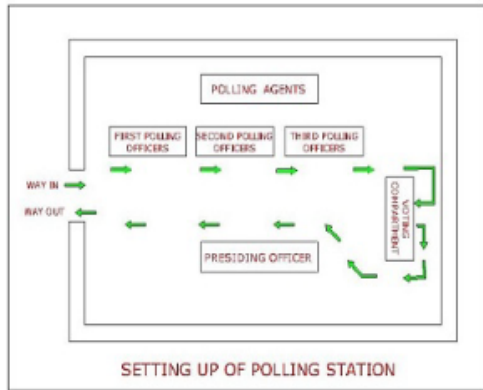 POLLING AGENTS
FIRST POLLING
OFFICERS
SECOND POLLING
OFFICERS
THIRD POLLING
OFFICERS
WAY IN
WAY OUT
VOTING
COMPARTMENT
PRESIDING OFFICER
SETTING UP OF POLLING STATION